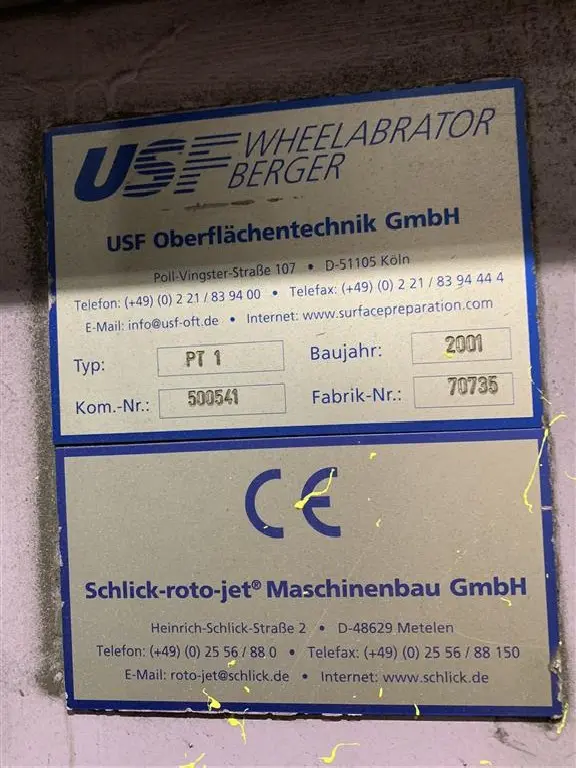 USF WHEELABRATOR
BERGER
USF Oberflächentechnik GmbH
Poll-Vingster-Straße 107 • D-51105 Köln
Telefon: (+49) (0) 2 21 / 83 94 00 • Telefax: (+49) (0) 2 21 / 83 94 44 4
E-Mail: info@usf-oft.de • Internet: www.surfacepreparation.com
Typ: PT 1 Baujahr: 2001
Kom.-Nr.: 500541 Fabrik-Nr.: 70735
CE
Schlick-roto-jet® Maschinenbau GmbH
Heinrich-Schlick-Straße 2 • D-48629 Metelen
Telefon: (+49) (0) 25 56 / 88 0 • Telefax: (+49) (0) 25 56 / 88 150
E-Mail: roto-jet@schlick.de • Internet: www.schlick.de